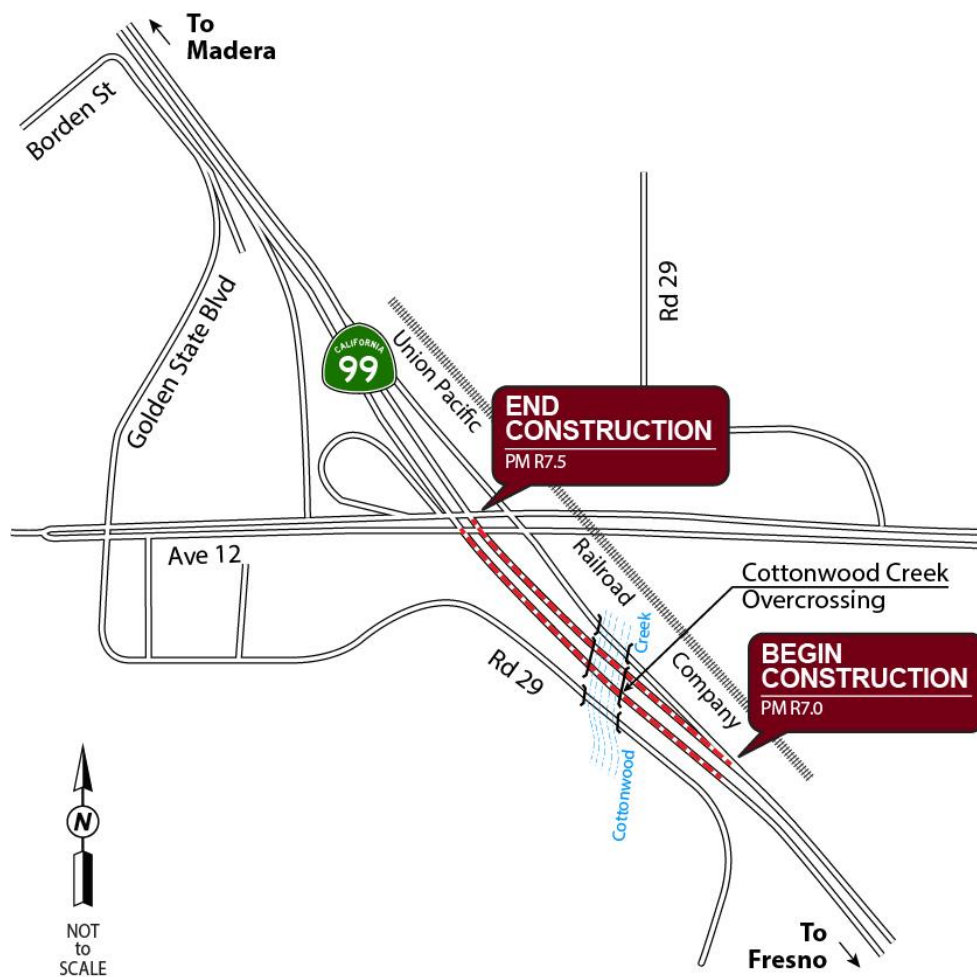 To
Madera
Borden St
Golden State Blvd
CALIFORNIA
99
Union Pacific
Rd 29
END
CONSTRUCTION
PM R7.5
Ave 12
Railroad
Cottonwood Creek
Overcrossing
Creek
Rd 29
Company
BEGIN
CONSTRUCTION
PM R7.0
Cottonwood
N
NOT
to
SCALE
To
Fresno